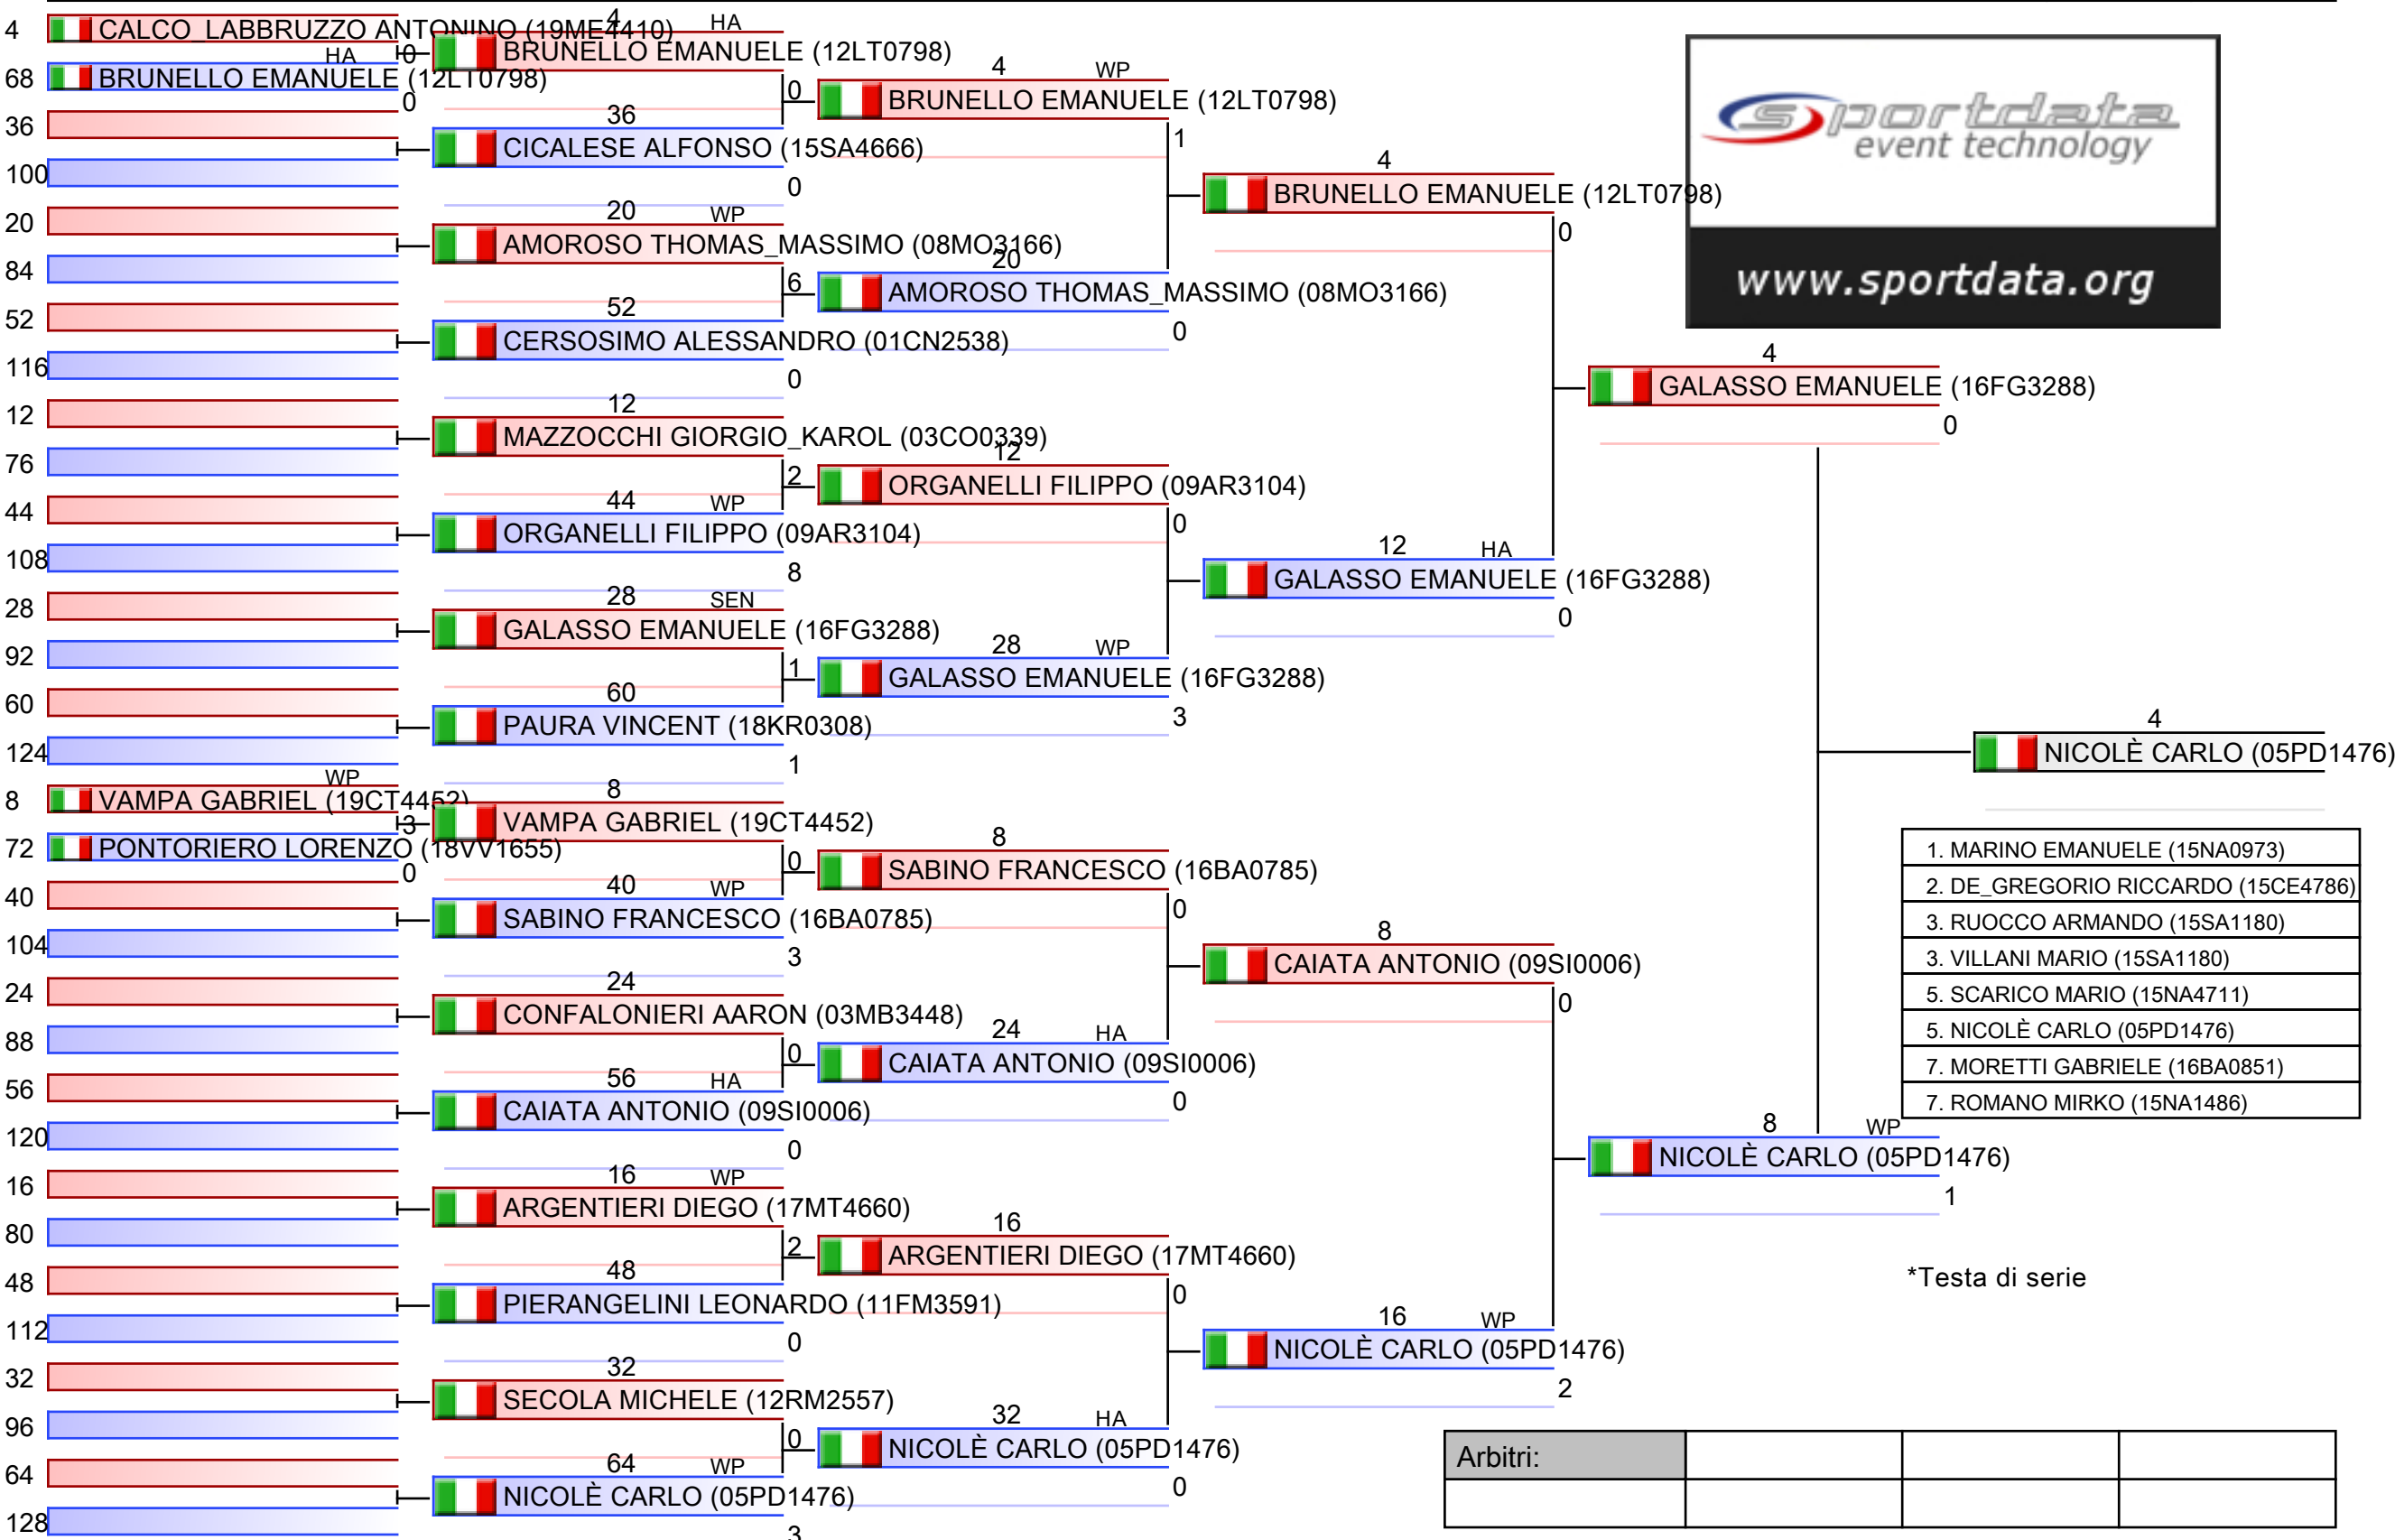 4 CALCO_LABBRUZZO ANTONINO (19ME4410)
HA 0
68 BRUNELLO EMANUELE (12LT0798)
0
36
100
20
84
52
116
12
76
44
108
28
92
60
124
WP
8 VAMPA GABRIEL (19CT4452)
3
72 PONTORIERO LORENZO (18VV1655)
0
40
104
24
88
56
120
16
80
48
112
32
96
64
128
4 HA
BRUNELLO EMANUELE (12LT0798)
0
36
CICALESE ALFONSO (15SA4666)
0
20 WP
AMOROSO THOMAS_MASSIMO (08MO3166)
6
52
CERSOSIMO ALESSANDRO (01CN2538)
0
12
MAZZOCCHI GIORGIO_KAROL (03CO0339)
2
44 WP
ORGANELLI FILIPPO (09AR3104)
8
28 SEN
GALASSO EMANUELE (16FG3288)
1
60
PAURA VINCENT (18KR0308)
1
8
VAMPA GABRIEL (19CT4452)
0
40 WP
SABINO FRANCESCO (16BA0785)
3
24
CONFALONIERI AARON (03MB3448)
0
56 HA
CAIATA ANTONIO (09SI0006)
0
16 WP
ARGENTIERI DIEGO (17MT4660)
2
48
PIERANGELINI LEONARDO (11FM3591)
0
32
SECOLA MICHELE (12RM2557)
0
64 WP
NICOLÈ CARLO (05PD1476)
3
4 WP
BRUNELLO EMANUELE (12LT0798)
1
20
AMOROSO THOMAS_MASSIMO (08MO3166)
0
12
ORGANELLI FILIPPO (09AR3104)
0
28 WP
GALASSO EMANUELE (16FG3288)
3
8
SABINO FRANCESCO (16BA0785)
0
24 HA
CAIATA ANTONIO (09SI0006)
0
16
ARGENTIERI DIEGO (17MT4660)
0
32 HA
NICOLÈ CARLO (05PD1476)
0
4
BRUNELLO EMANUELE (12LT0798)
0
12 HA
GALASSO EMANUELE (16FG3288)
0
8
CAIATA ANTONIO (09SI0006)
0
16 WP
NICOLÈ CARLO (05PD1476)
2
sportdata
event technology
www.sportdata.org
4
GALASSO EMANUELE (16FG3288)
0
8 WP
NICOLÈ CARLO (05PD1476)
1
4
NICOLÈ CARLO (05PD1476)
1. MARINO EMANUELE (15NA0973)
2. DE_GREGORIO RICCARDO (15CE4786)
3. RUOCCO ARMANDO (15SA1180)
3. VILLANI MARIO (15SA1180)
5. SCARICO MARIO (15NA4711)
5. NICOLÈ CARLO (05PD1476)
7. MORETTI GABRIELE (16BA0851)
7. ROMANO MIRKO (15NA1486)
*Testa di serie
Arbitri: